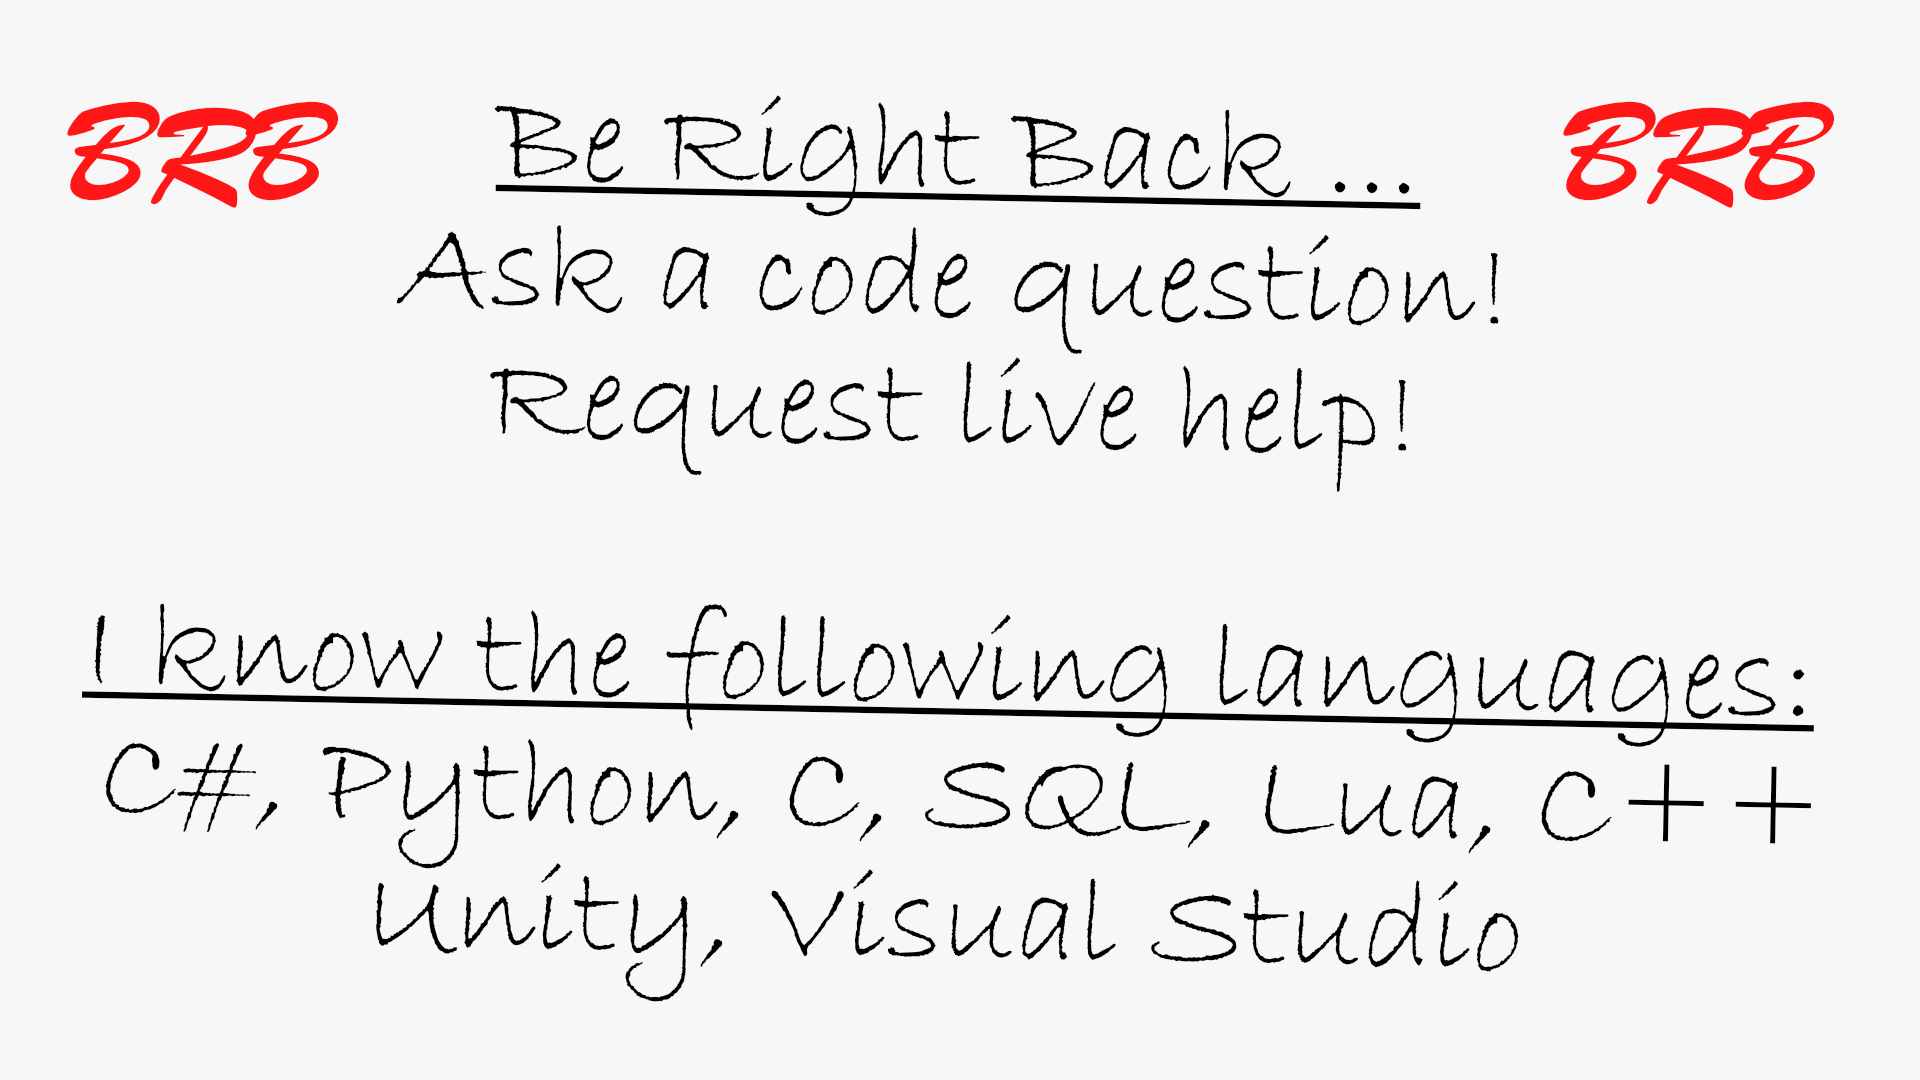 BRB Be Right Back ... BRB
Ask a code question!
Request live help!
I know the following languages:
C#, Python, C, SQL, Lua, C++
Unity, Visual Studio